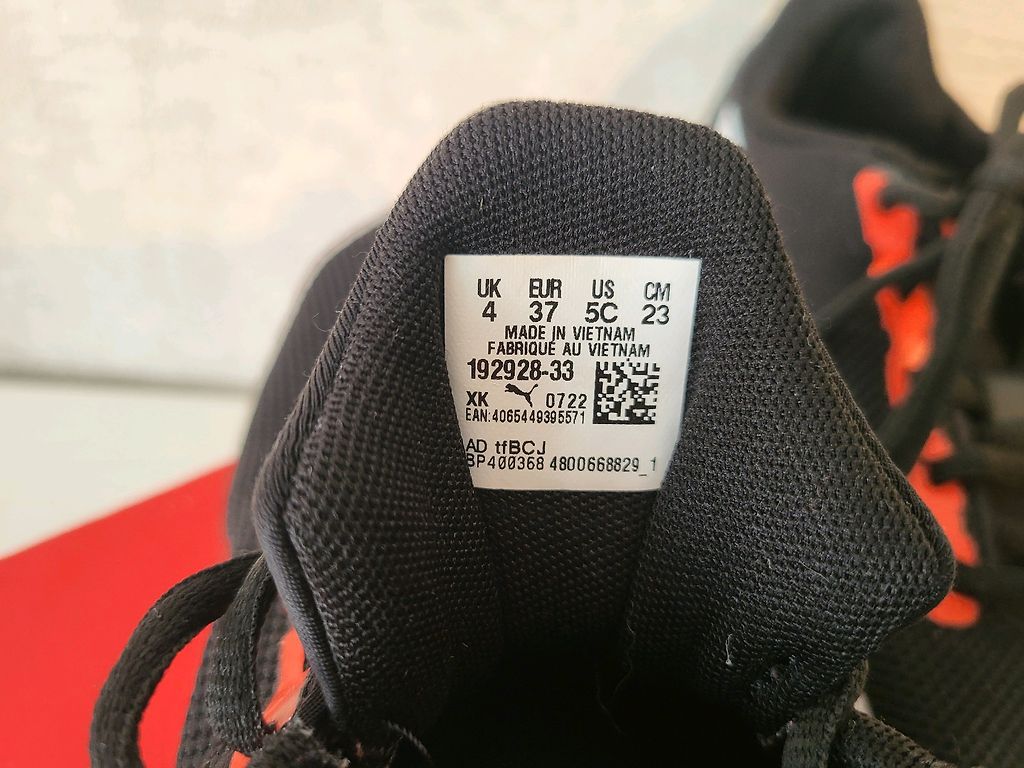 UK EUR US CM
4 37 5C 23
MADE IN VIETNAM
FABRIQUÉ AU VIETNAM
192928-33
XK 0722
EAN:4065449395571
AD tfBCJ
BP400368 4800668829_1